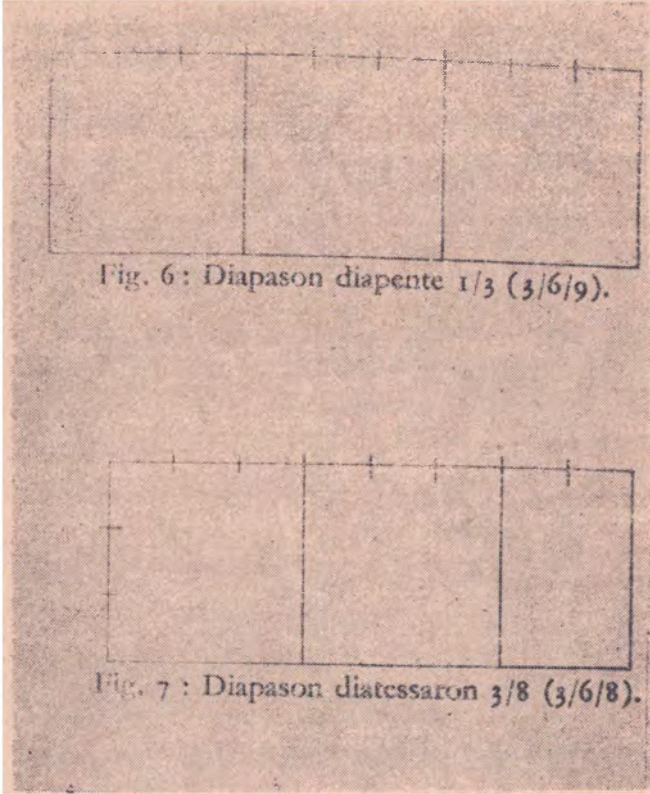 Fig. 6: Diapason diapente 1/3 (3/6/9).
Fig. 7 : Diapason diatessaron 3/8 (3/6/8).